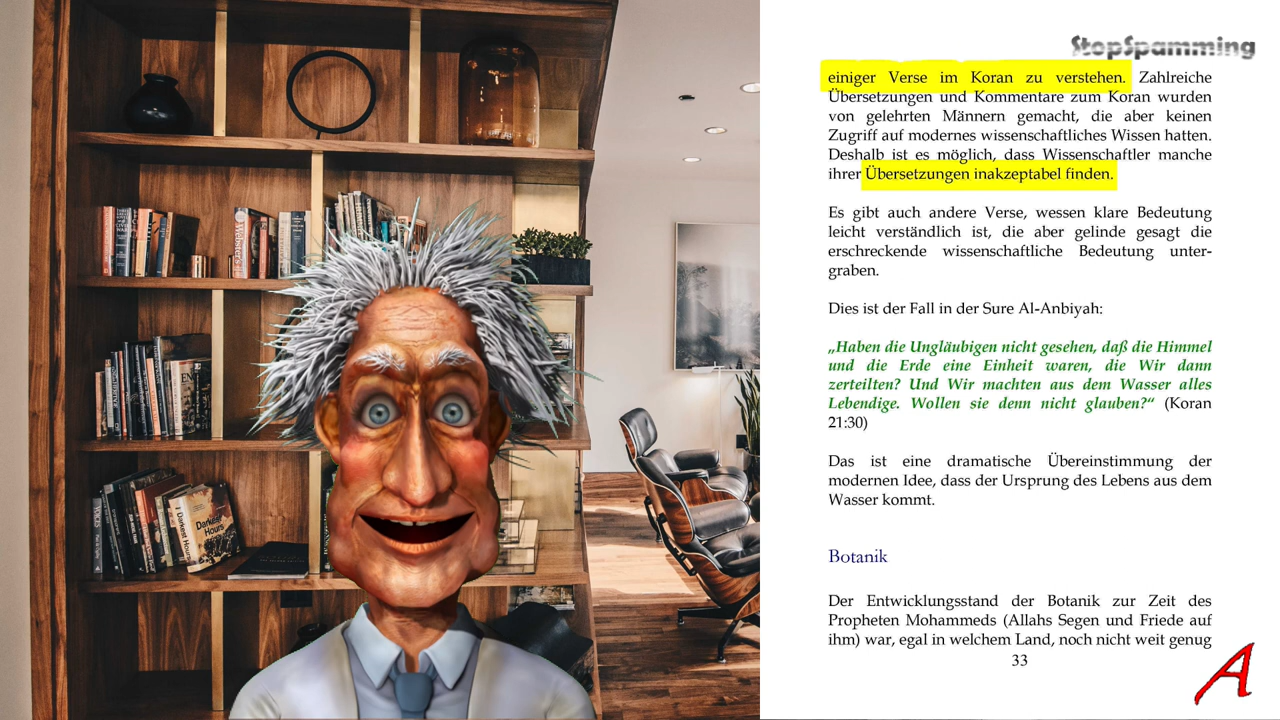 StopSpamming
einiger Verse im Koran zu verstehen. Zahlreiche
Übersetzungen und Kommentare zum Koran wurden
von gelehrten Männern gemacht, die aber keinen
Zugriff auf modernes wissenschaftliches Wissen hatten.
Deshalb ist es möglich, dass Wissenschaftler manche
ihrer Übersetzungen inakzeptabel finden.
Es gibt auch andere Verse, wessen klare Bedeutung
leicht verständlich ist, die aber gelinde gesagt die
erschreckende wissenschaftliche Bedeutung unter-
graben.
Dies ist der Fall in der Sure Al-Anbiyah:
„Haben die Ungläubigen nicht gesehen, daß die Himmel
und die Erde eine Einheit waren, die Wir dann
zerteilten? Und Wir machten aus dem Wasser alles
Lebendige. Wollen sie denn nicht glauben?“ (Koran
21:30)
Das ist eine dramatische Übereinstimmung der
modernen Idee, dass der Ursprung des Lebens aus dem
Wasser kommt.
Botanik
Der Entwicklungsstand der Botanik zur Zeit des
Propheten Mohammeds (Allahs Segen und Friede auf
ihm) war, egal in welchem Land, noch nicht weit genug
33
A
Darkest
Hours